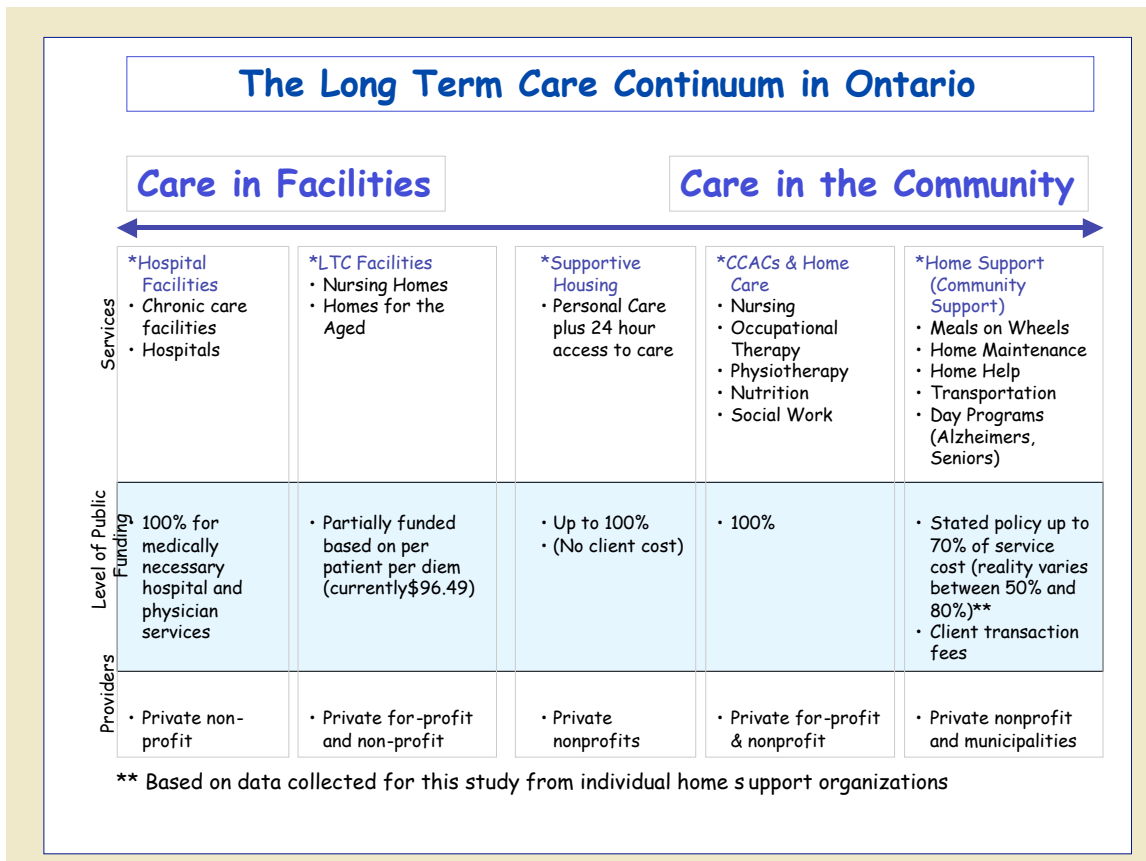 The Long Term Care Continuum in Ontario
Care in Facilities
Care in the Community
Services
*Hospital
Facilities
• Chronic care
facilities
• Hospitals
*LTC Facilities
• Nursing Homes
• Homes for the
Aged
*Supportive
Housing
• Personal Care
plus 24 hour
access to care
*CCACs & Home
Care
• Nursing
• Occupational
Therapy
• Physiotherapy
• Nutrition
• Social Work
*Home Support
(Community
Support)
• Meals on Wheels
• Home Maintenance
• Home Help
• Transportation
• Day Programs
(Alzheimers,
Seniors)
Level of Public
Funding
• 100% for
medically
necessary
hospital and
physician
services
• Partially funded
based on per
patient per diem
(currently$96.49)
• Up to 100%
• (No client cost)
• 100%
• Stated policy up to
70% of service
cost (reality varies
between 50% and
80%)**
• Client transaction
fees
Providers
• Private non-
profit
• Private for-profit
and non-profit
• Private
nonprofits
• Private for-profit
& nonprofit
• Private nonprofit
and municipalities
** Based on data collected for this study from individual home support organizations